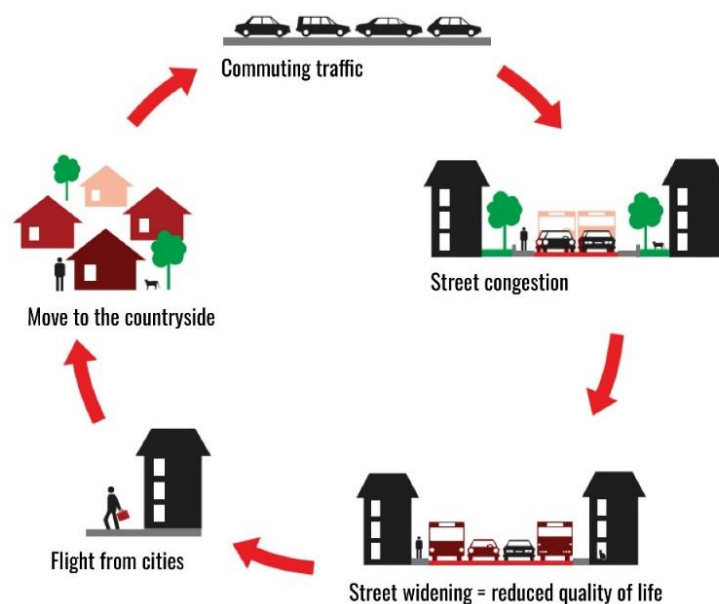 Commuting traffic
Street congestion
Street widening = reduced quality of life
Flight from cities
Move to the countryside